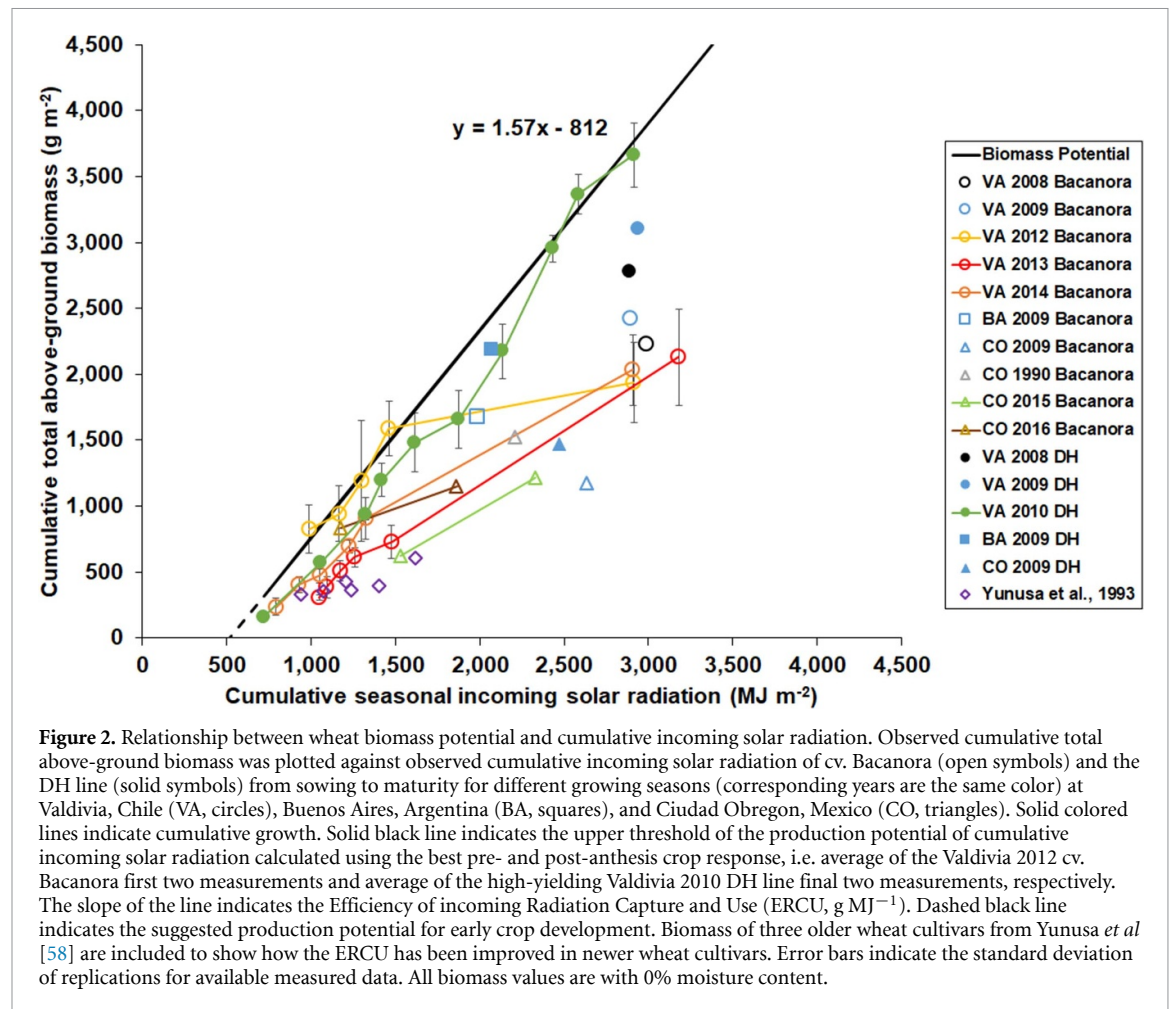 4,500
4,000
3,500
3,000
2,500
2,000
1,500
1,000
500
0
Cumulative total above-ground biomass (g m-2)
y = 1.57x - 812
0 500 1,000 1,500 2,000 2,500 3,000 3,500 4,000 4,500
Cumulative seasonal incoming solar radiation (MJ m-2)
Biomass Potential
VA 2008 Bacanora
VA 2009 Bacanora
VA 2012 Bacanora
VA 2013 Bacanora
VA 2014 Bacanora
BA 2009 Bacanora
CO 2009 Bacanora
CO 1990 Bacanora
CO 2015 Bacanora
CO 2016 Bacanora
VA 2008 DH
VA 2009 DH
VA 2010 DH
BA 2009 DH
CO 2009 DH
Yunusa et al., 1993
Figure 2. Relationship between wheat biomass potential and cumulative incoming solar radiation. Observed cumulative total
above-ground biomass was plotted against observed cumulative incoming solar radiation of cv. Bacanora (open symbols) and the
DH line (solid symbols) from sowing to maturity for different growing seasons (corresponding years are the same color) at
Valdivia, Chile (VA, circles), Buenos Aires, Argentina (BA, squares), and Ciudad Obregon, Mexico (CO, triangles). Solid colored
lines indicate cumulative growth. Solid black line indicates the upper threshold of the production potential of cumulative
incoming solar radiation calculated using the best pre- and post-anthesis crop response, i.e. average of the Valdivia 2012 cv.
Bacanora first two measurements and average of the high-yielding Valdivia 2010 DH line final two measurements, respectively.
The slope of the line indicates the Efficiency of incoming Radiation Capture and Use (ERCU, g MJ−1). Dashed black line
indicates the suggested production potential for early crop development. Biomass of three older wheat cultivars from Yunusa et al
[58] are included to show how the ERCU has been improved in newer wheat cultivars. Error bars indicate the standard deviation
of replications for available measured data. All biomass values are with 0% moisture content.